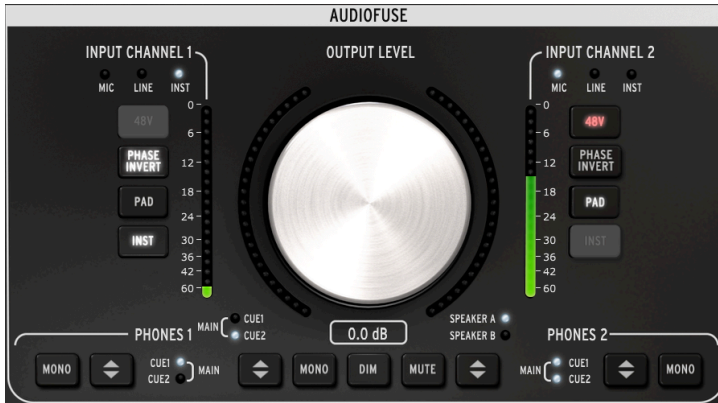 AUDIOFUSE
INPUT CHANNEL 1
OUTPUT LEVEL
INPUT CHANNEL 2
MIC LINE INST
MIC LINE INST
48V
PHASE INVERT
PAD
INST
0
6
12
18
24
30
36
42
60
0
6
12
18
24
30
36
42
60
48V
PHASE INVERT
PAD
INST
PHONES 1
MAIN
CUE1
CUE2
0.0 dB
SPEAKER A
SPEAKER B
PHONES 2
MONO
CUE1
CUE2
MAIN
MONO
DIM
MUTE
MAIN
CUE1
CUE2
MONO